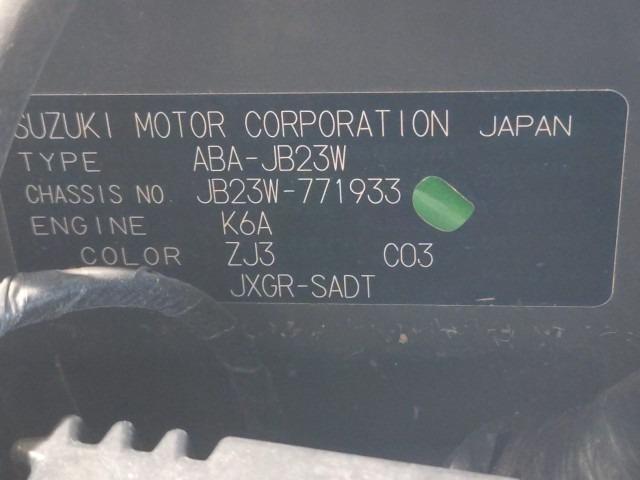 SUZUKI MOTOR CORPORATION JAPAN
TYPE ABA-JB23W
CHASSIS NO. JB23W-771933
ENGINE K6A
COLOR ZJ3 C03
JXGR-SADT